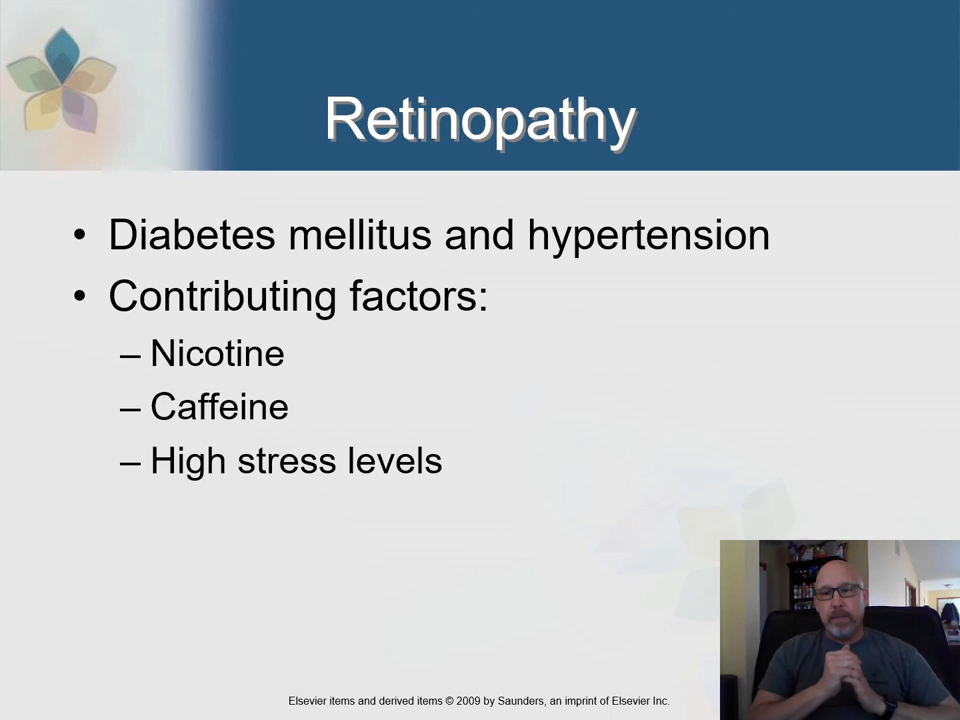 Retinopathy
• Diabetes mellitus and hypertension
• Contributing factors:
– Nicotine
– Caffeine
– High stress levels
Elsevier items and derived items © 2009 by Saunders, an imprint of Elsevier Inc.